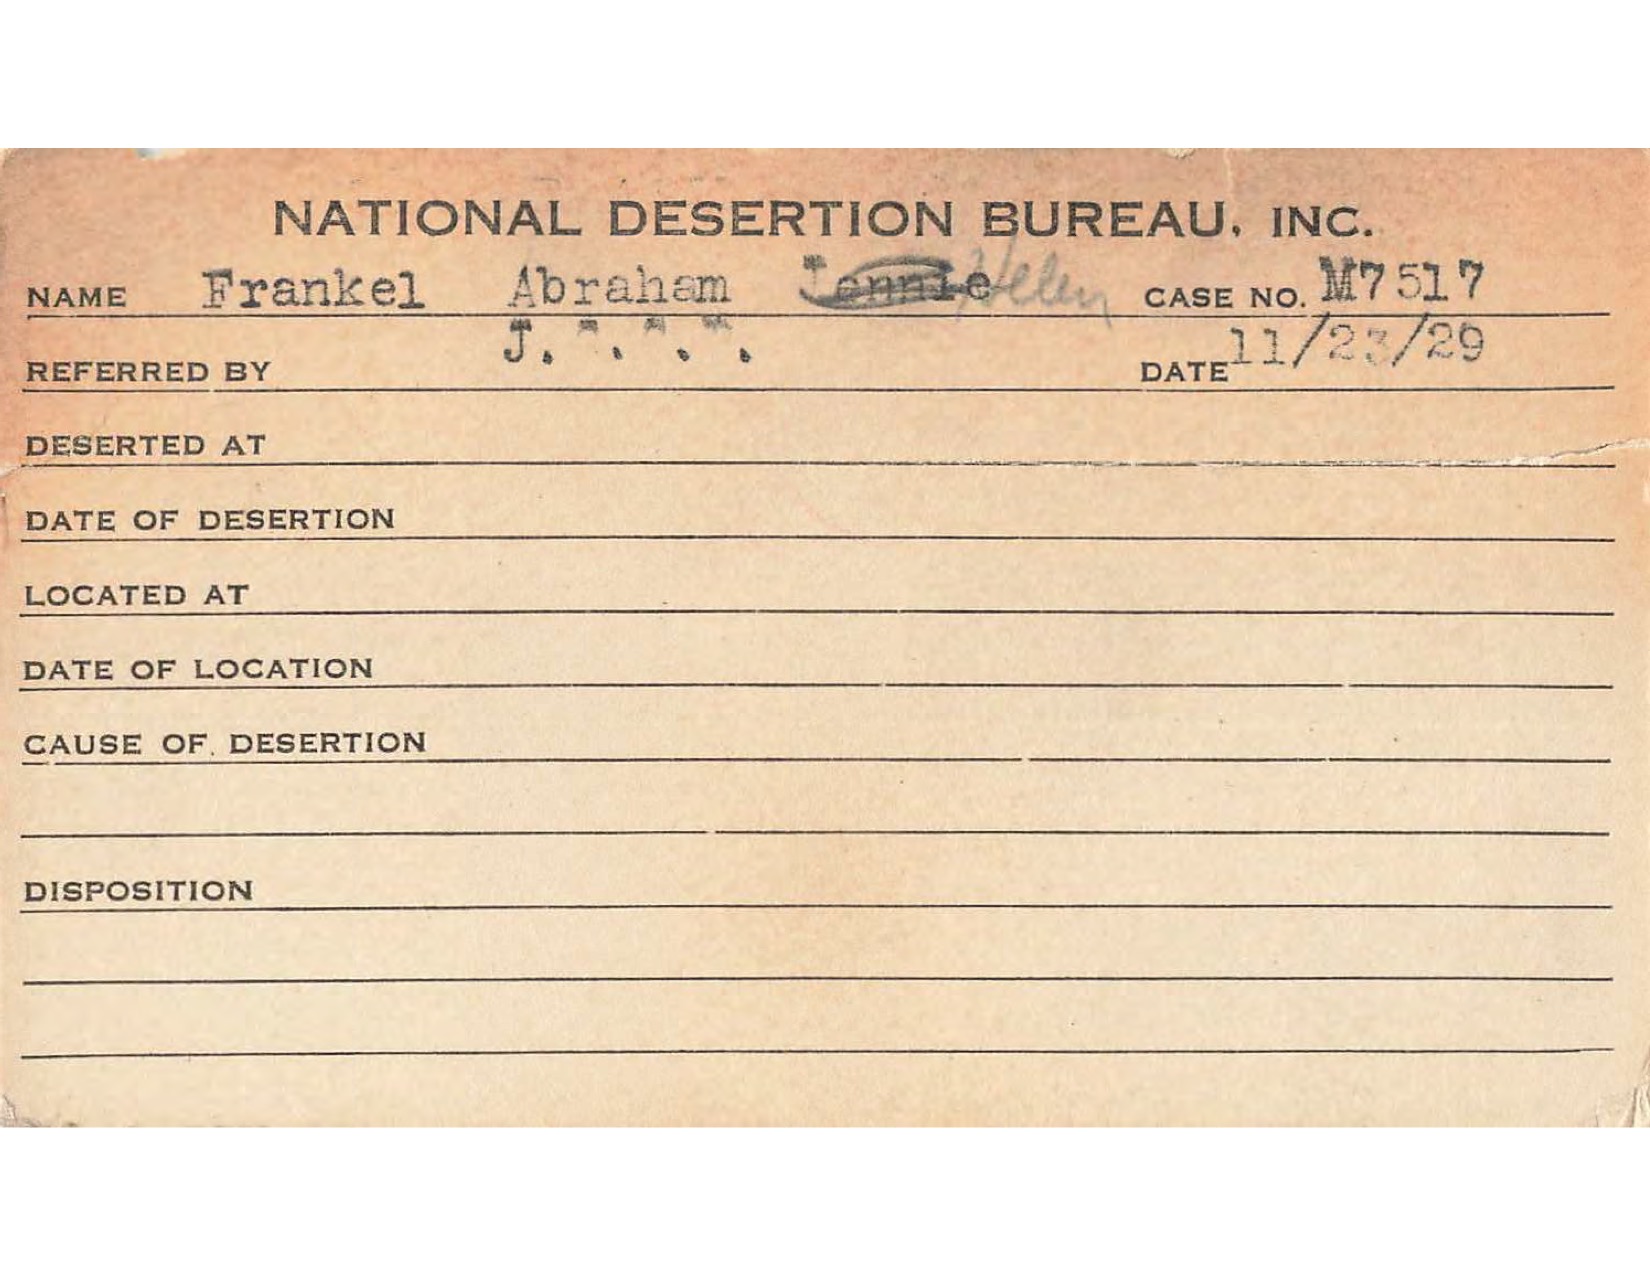 NATIONAL DESERTION BUREAU, INC.
NAME Frankel Abraham Jennie Helen CASE NO. M7517
REFERRED BY J. . . . DATE 11/23/29
DESERTED AT
DATE OF DESERTION
LOCATED AT
DATE OF LOCATION
CAUSE OF DESERTION
DISPOSITION